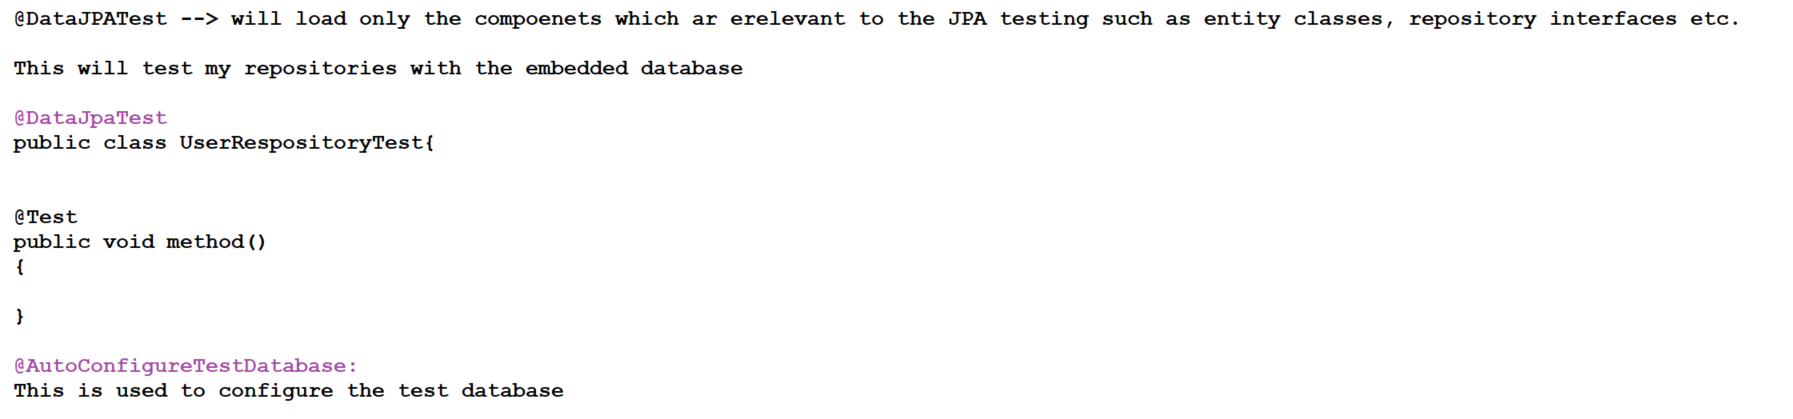 @DataJPATest --> will load only the compoenets which ar erelevant to the JPA testing such as entity classes, repository interfaces etc.
This will test my repositories with the embedded database
@DataJpaTest
public class UserRespositoryTest{
@Test
public void method()
{
}
@AutoConfigureTestDatabase:
This is used to configure the test database